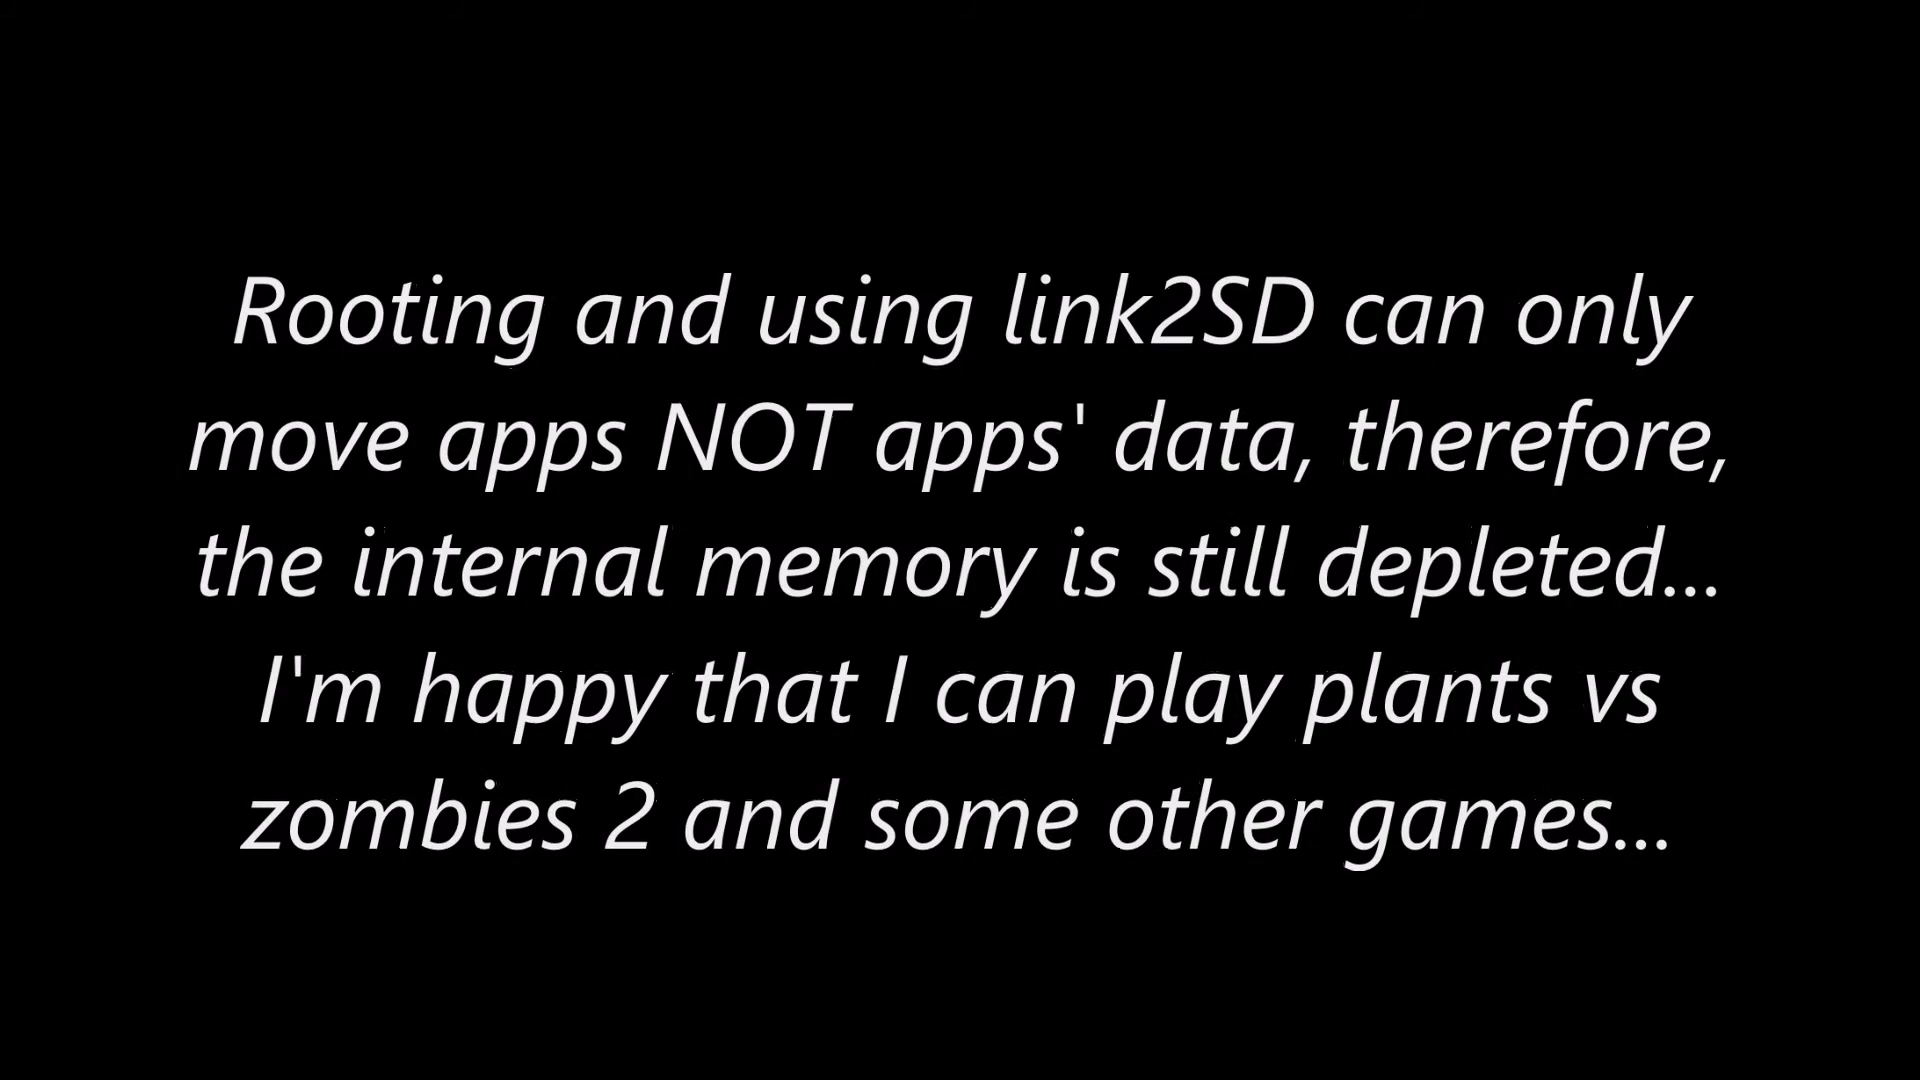 Rooting and using link2SD can only
move apps NOT apps' data, therefore,
the internal memory is still depleted...
I'm happy that I can play plants vs
zombies 2 and some other games...